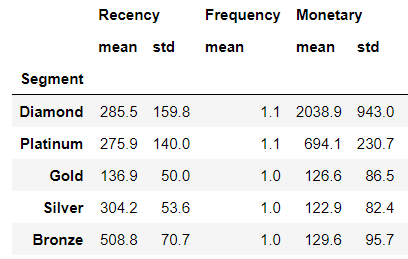 Recency Frequency Monetary
mean std mean mean std
Segment
Diamond 285.5 159.8 1.1 2038.9 943.0
Platinum 275.9 140.0 1.1 694.1 230.7
Gold 136.9 50.0 1.0 126.6 86.5
Silver 304.2 53.6 1.0 122.9 82.4
Bronze 508.8 70.7 1.0 129.6 95.7